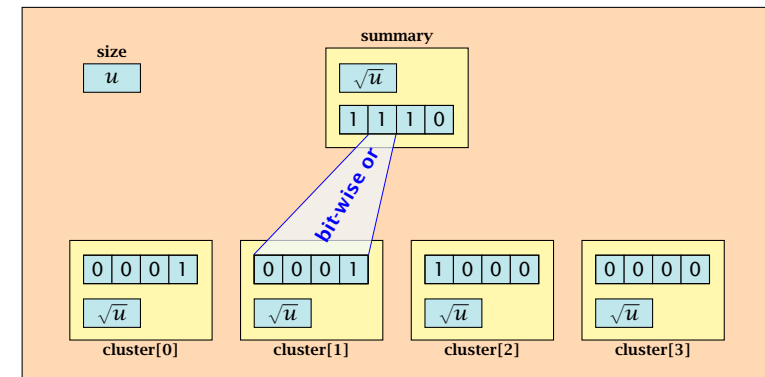 summary
size
u
√u
1 1 1 0
bit-wise or
0 0 0 1
0 0 0 1
1 0 0 0
0 0 0 0
√u
√u
√u
√u
cluster[0]
cluster[1]
cluster[2]
cluster[3]